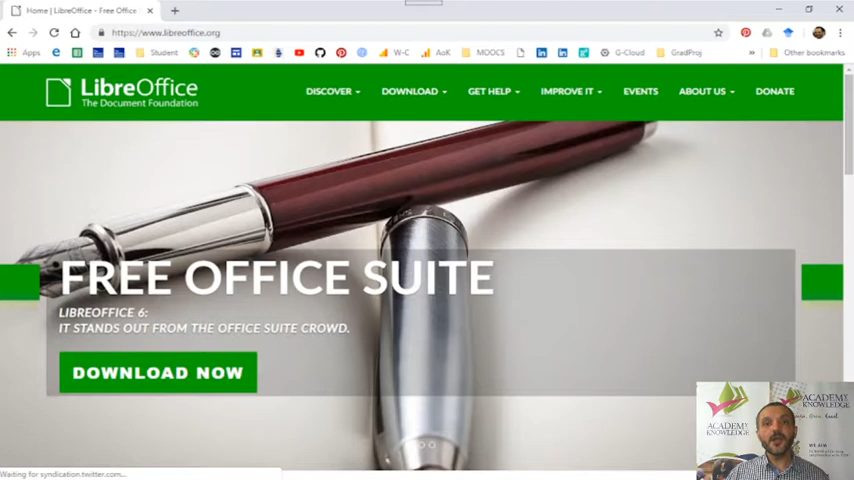 Home | LibreOffice - Free Office
https://www.libreoffice.org
Apps
Student
W-C
AoK
MOOCS
G-Cloud
GradProj
Other bookmarks
LibreOffice
The Document Foundation
DISCOVER
DOWNLOAD
GET HELP
IMPROVE IT
EVENTS
ABOUT US
DONATE
FREE OFFICE SUITE
LIBREOFFICE 6:
IT STANDS OUT FROM THE OFFICE SUITE CROWD.
DOWNLOAD NOW
ACADEMY
KNOWLEDGE
ACADEMY
KNOWLEDGE
WE AIM
Waiting for syndication.twitter.com...